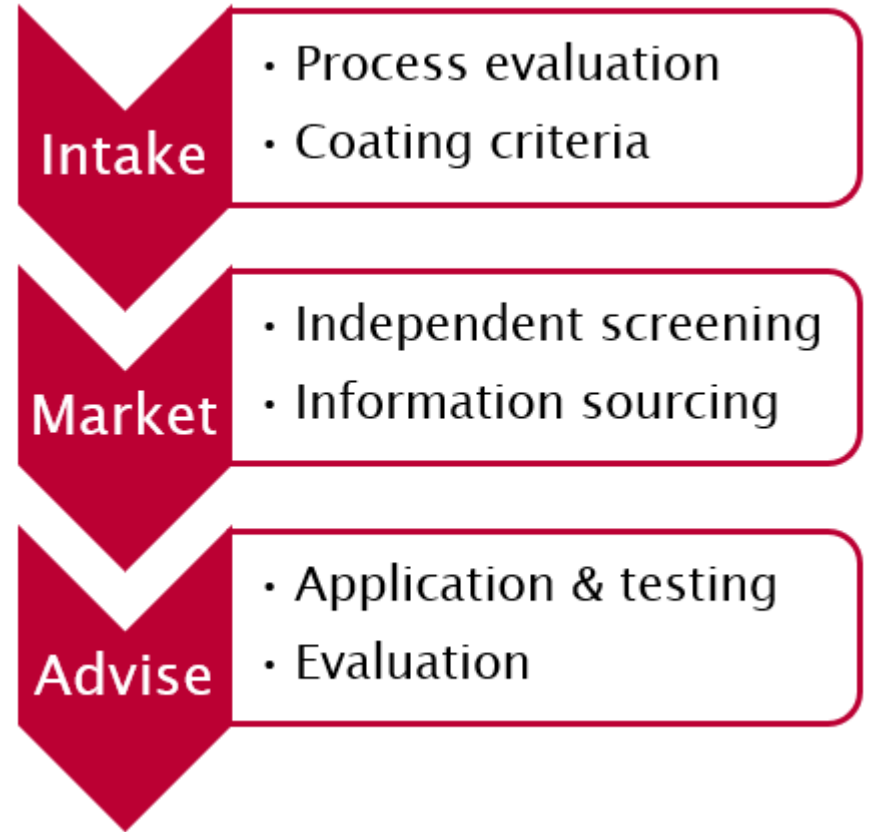 Intake
· Process evaluation
· Coating criteria
Market
· Independent screening
· Information sourcing
Advise
· Application & testing
· Evaluation